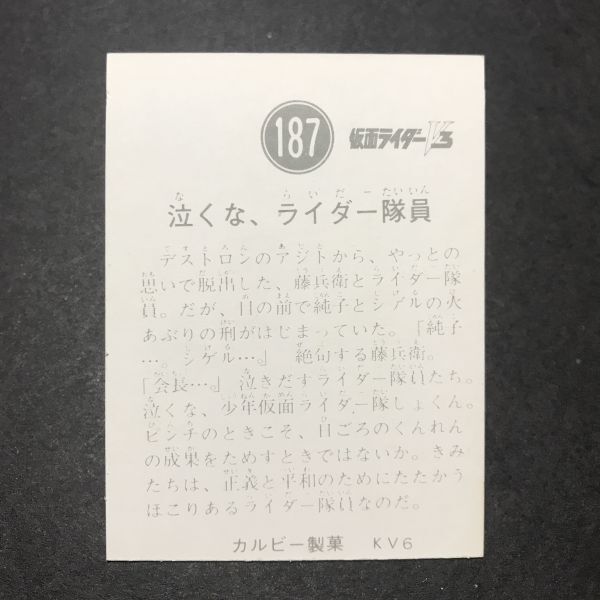 187
仮面ライダーV3
泣くな、ライダー隊員
デストロンのアジトから、やっとの
思いで脱出した、藤兵衛とライダー隊
員。だが、目の前で純子とシゲルの火
あぶりの刑がはじまっていた。「純子
…。シゲル…。」　絶句する藤兵衛。
「会長…。」　泣きだすライダー隊員たち。
泣くな、少年仮面ライダー隊しょくん。
ピンチのときこそ、日ごろのくんれん
の成果をためすときではないか。きみ
たちは、正義と平和のためにたたかう
ほこりあるライダー隊員なのだ。
カルビー製菓　KV6